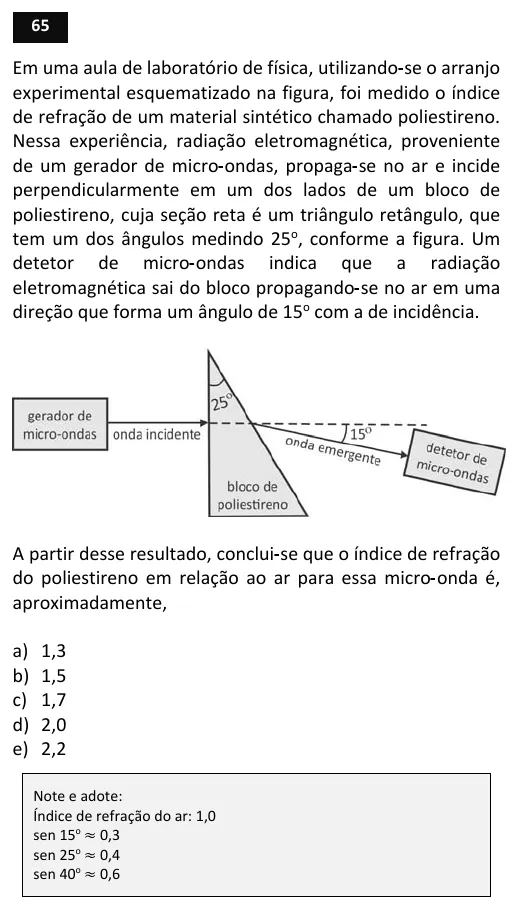 65
Em uma aula de laboratório de física, utilizando-se o arranjo
experimental esquematizado na figura, foi medido o índice
de refração de um material sintético chamado poliestireno.
Nessa experiência, radiação eletromagnética, proveniente
de um gerador de micro-ondas, propaga-se no ar e incide
perpendicularmente em um dos lados de um bloco de
poliestireno, cuja seção reta é um triângulo retângulo, que
tem um dos ângulos medindo 25º, conforme a figura. Um
detetor de micro-ondas indica que a radiação
eletromagnética sai do bloco propagando-se no ar em uma
direção que forma um ângulo de 15º com a de incidência.
25º
gerador de
micro-ondas
onda incidente
15º
onda emergente
detetor de
micro-ondas
bloco de
poliestireno
A partir desse resultado, conclui-se que o índice de refração
do poliestireno em relação ao ar para essa micro-onda é,
aproximadamente,
a) 1,3
b) 1,5
c) 1,7
d) 2,0
e) 2,2
Note e adote:
Índice de refração do ar: 1,0
sen 15º ≈ 0,3
sen 25º ≈ 0,4
sen 40º ≈ 0,6